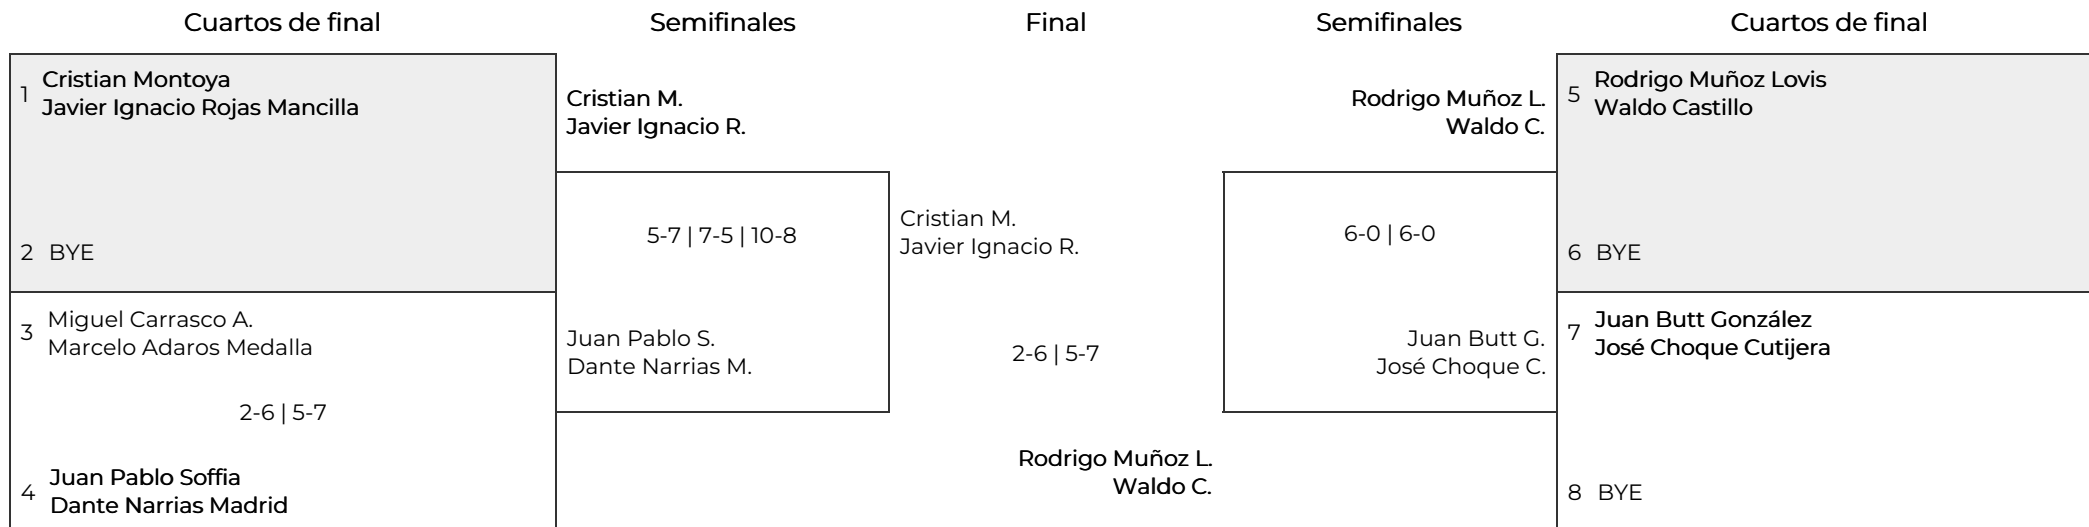 Cuartos de final
Semifinales
Final
Semifinales
Cuartos de final
1
Cristian Montoya
Javier Ignacio Rojas Mancilla
2 BYE
3
Miguel Carrasco A.
Marcelo Adaros Medalla
2-6 | 5-7
4
Juan Pablo Soffia
Dante Narrias Madrid
Cristian M.
Javier Ignacio R.
5-7 | 7-5 | 10-8
Juan Pablo S.
Dante Narrias M.
Cristian M.
Javier Ignacio R.
2-6 | 5-7
Rodrigo Muñoz L.
Waldo C.
Rodrigo Muñoz L.
Waldo C.
6-0 | 6-0
Juan Butt G.
José Choque C.
5
Rodrigo Muñoz Lovis
Waldo Castillo
6 BYE
7
Juan Butt González
José Choque Cutijera
8 BYE